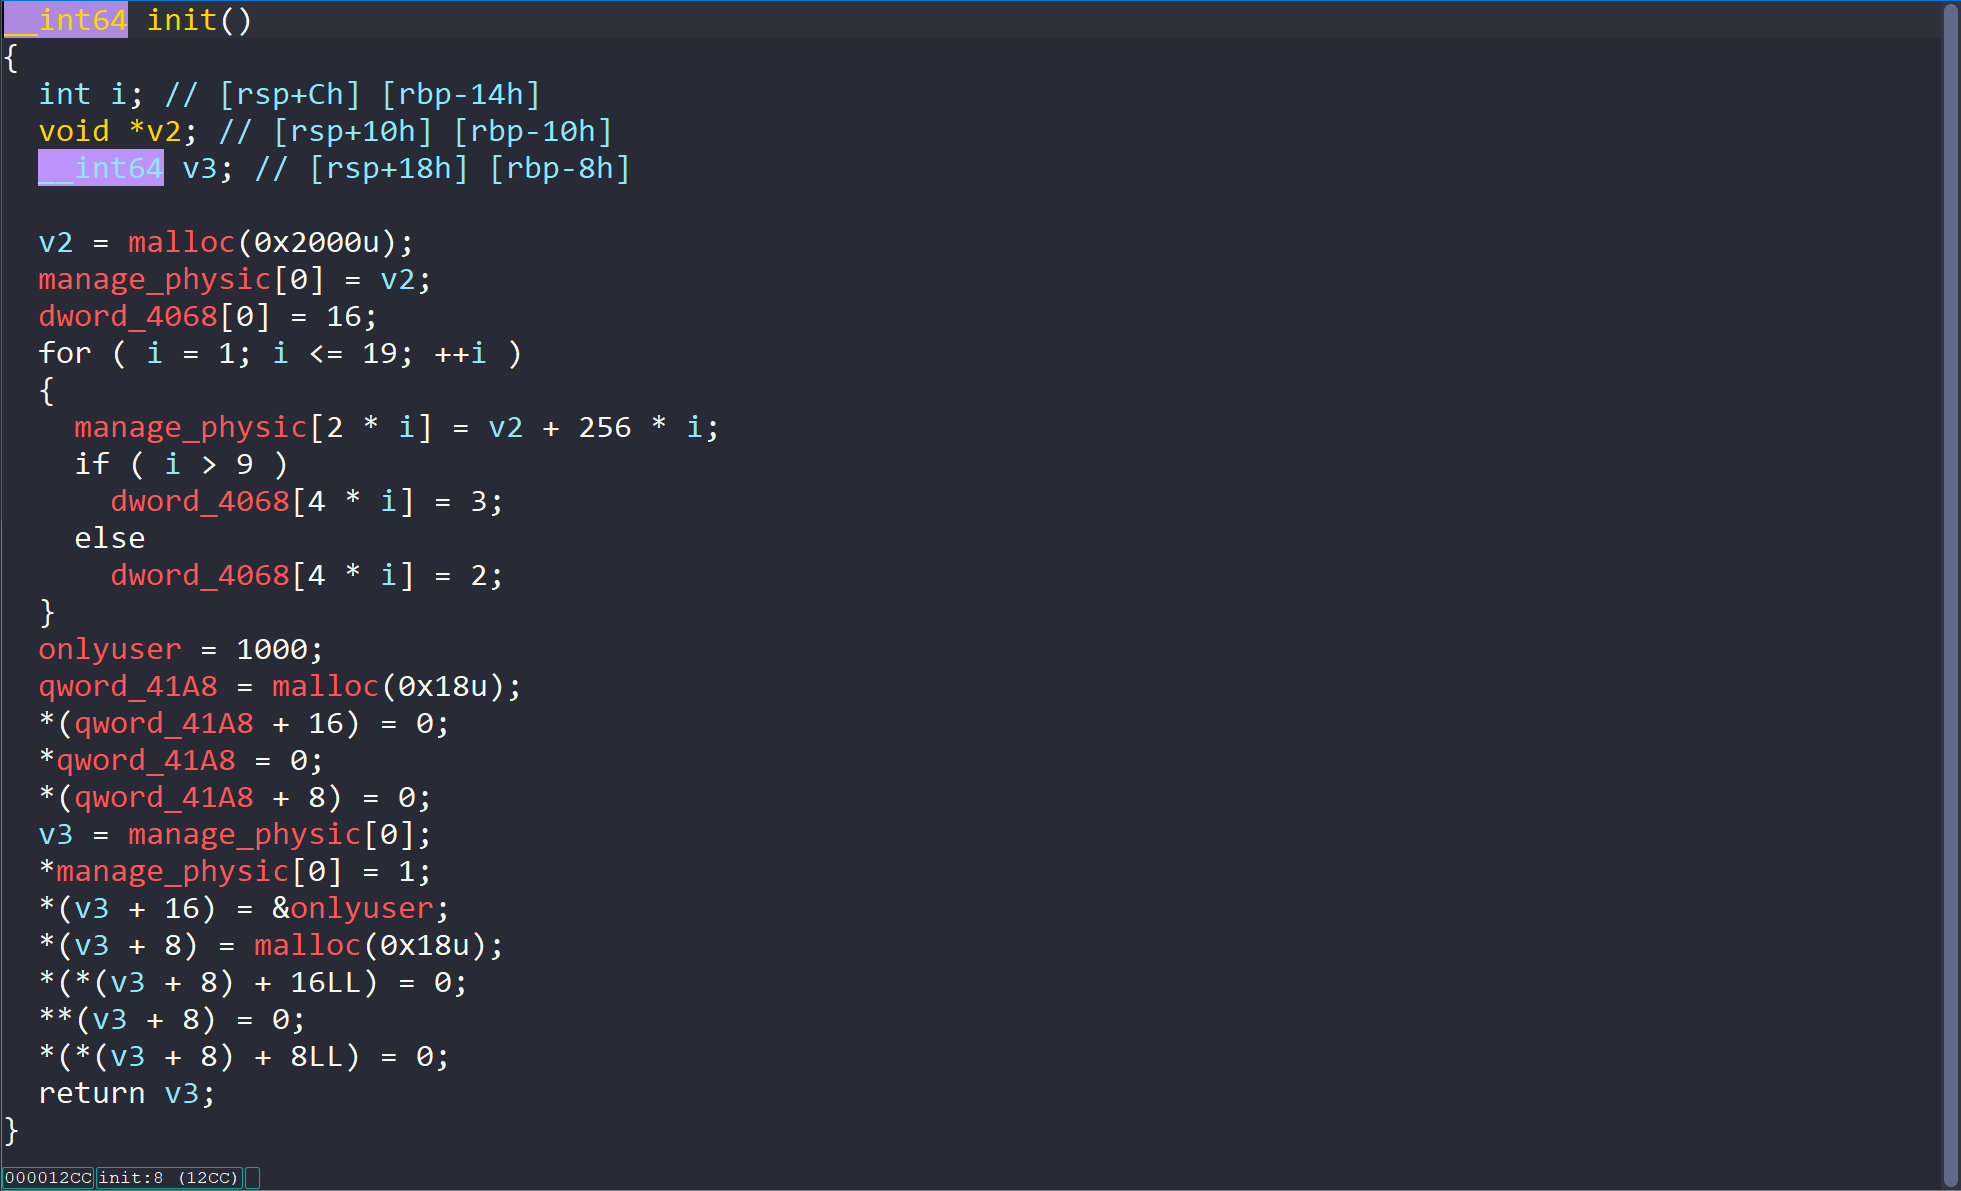 __int64 init()
{
  int i; // [rsp+Ch] [rbp-14h]
  void *v2; // [rsp+10h] [rbp-10h]
  __int64 v3; // [rsp+18h] [rbp-8h]

  v2 = malloc(0x2000u);
  manage_physic[0] = v2;
  dword_4068[0] = 16;
  for ( i = 1; i <= 19; ++i )
  {
    manage_physic[2 * i] = v2 + 256 * i;
    if ( i > 9 )
      dword_4068[4 * i] = 3;
    else
      dword_4068[4 * i] = 2;
  }
  onlyuser = 1000;
  qword_41A8 = malloc(0x18u);
  *(qword_41A8 + 16) = 0;
  *qword_41A8 = 0;
  *(qword_41A8 + 8) = 0;
  v3 = manage_physic[0];
  *manage_physic[0] = 1;
  *(v3 + 16) = &onlyuser;
  *(v3 + 8) = malloc(0x18u);
  *(*(v3 + 8) + 16LL) = 0;
  **(v3 + 8) = 0;
  *(*(v3 + 8) + 8LL) = 0;
  return v3;
}
000012CC init:8 (12CC)